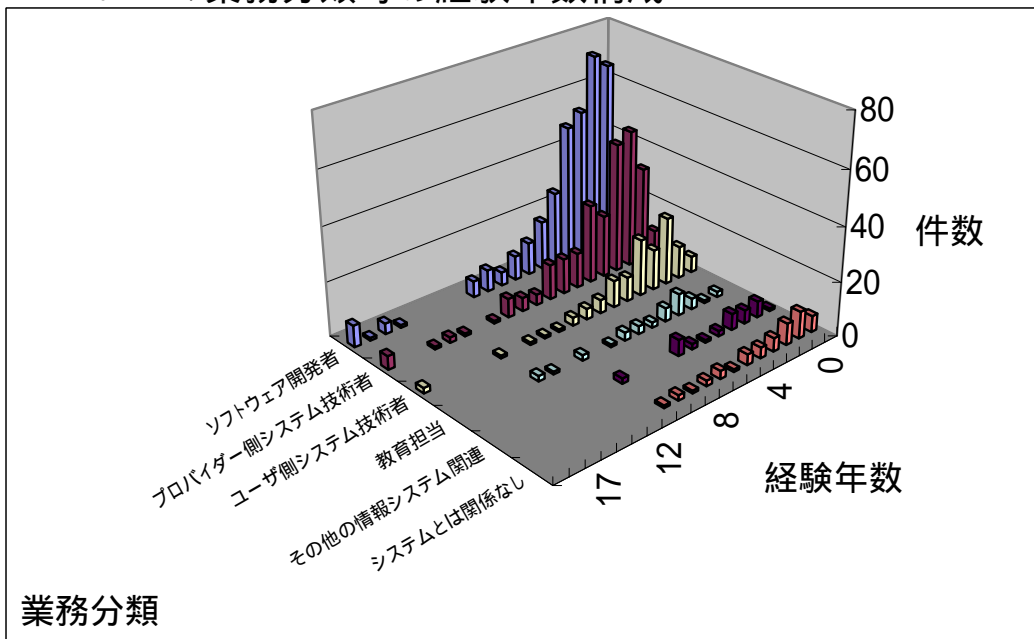 80
60
40
20
0
件数
0
4
8
12
17
経験年数
ソフトウェア開発者
プロバイダー側システム技術者
ユーザ側システム技術者
教育担当
その他の情報システム関連
システムとは関係なし
業務分類